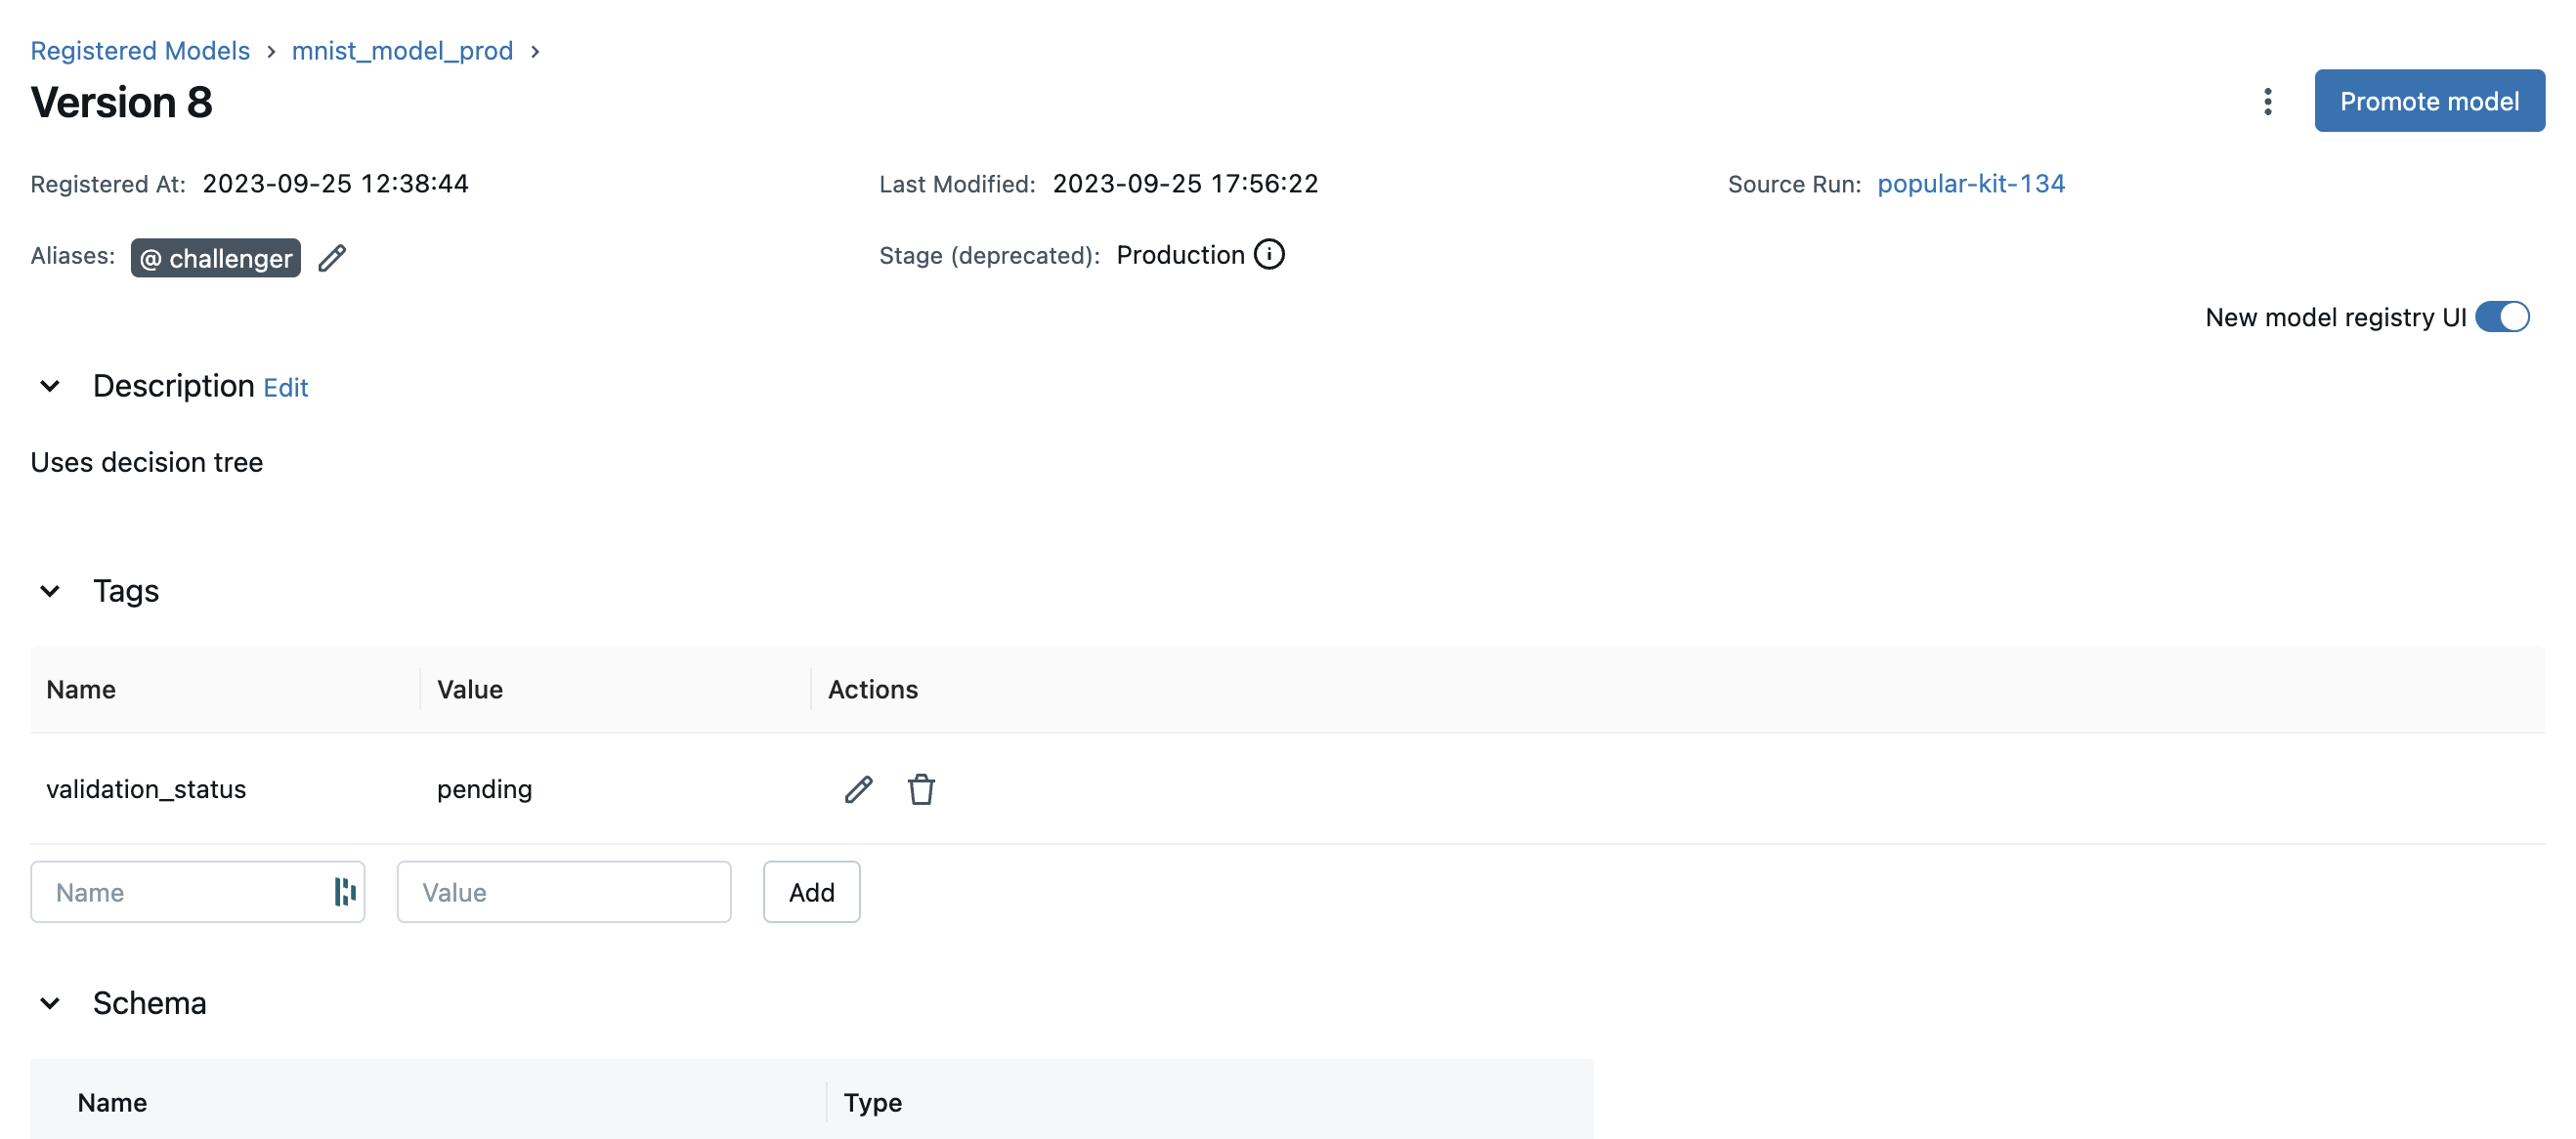 Registered Models > mnist_model_prod >
Version 8
Promote model
Registered At: 2023-09-25 12:38:44 Last Modified: 2023-09-25 17:56:22 Source Run: popular-kit-134
Aliases: @ challenger Stage (deprecated): Production
New model registry UI
Description Edit
Uses decision tree
Tags
Name Value Actions
validation_status pending
Name Value Add
Schema
Name Type